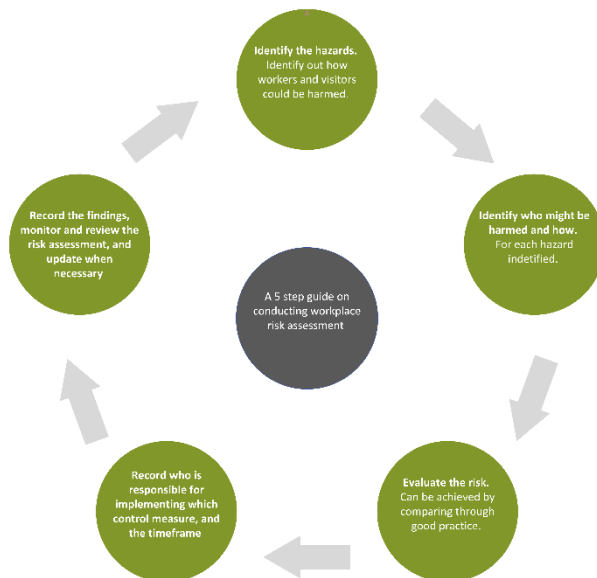 Identify the hazards.
Identify out how
workers and visitors
could be harmed.
Identify who might be
harmed and how.
For each hazard
indetified.
Evaluate the risk.
Can be achieved by
comparing through
good practice.
Record who is
responsible for
implementing which
control measure, and
the timeframe
Record the findings,
monitor and review the
risk assessment, and
update when
necessary
A 5 step guide on
conducting workplace
risk assessment